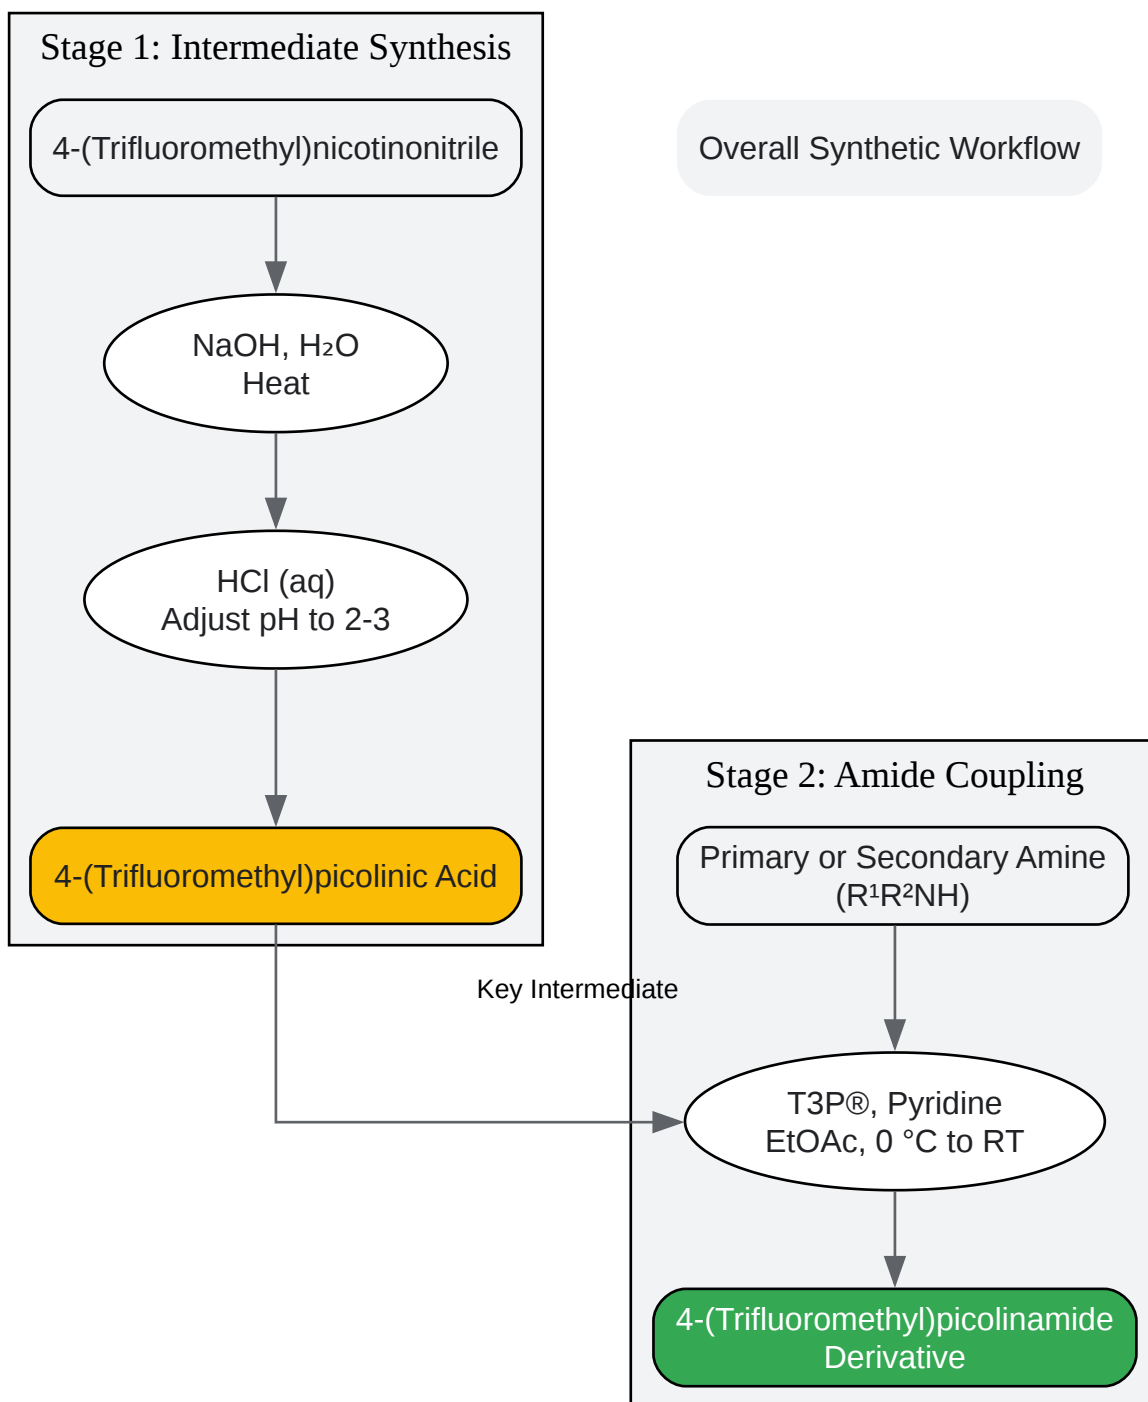 Stage 1: Intermediate Synthesis
4-(Trifluoromethyl)nicotinonitrile
Overall Synthetic Workflow
NaOH, H₂O
Heat
HCl (aq)
Adjust pH to 2-3
4-(Trifluoromethyl)picolinic Acid
Key Intermediate
Stage 2: Amide Coupling
Primary or Secondary Amine
(R¹R²NH)
T3P®, Pyridine
EtOAc, 0 °C to RT
4-(Trifluoromethyl)picolinamide
Derivative